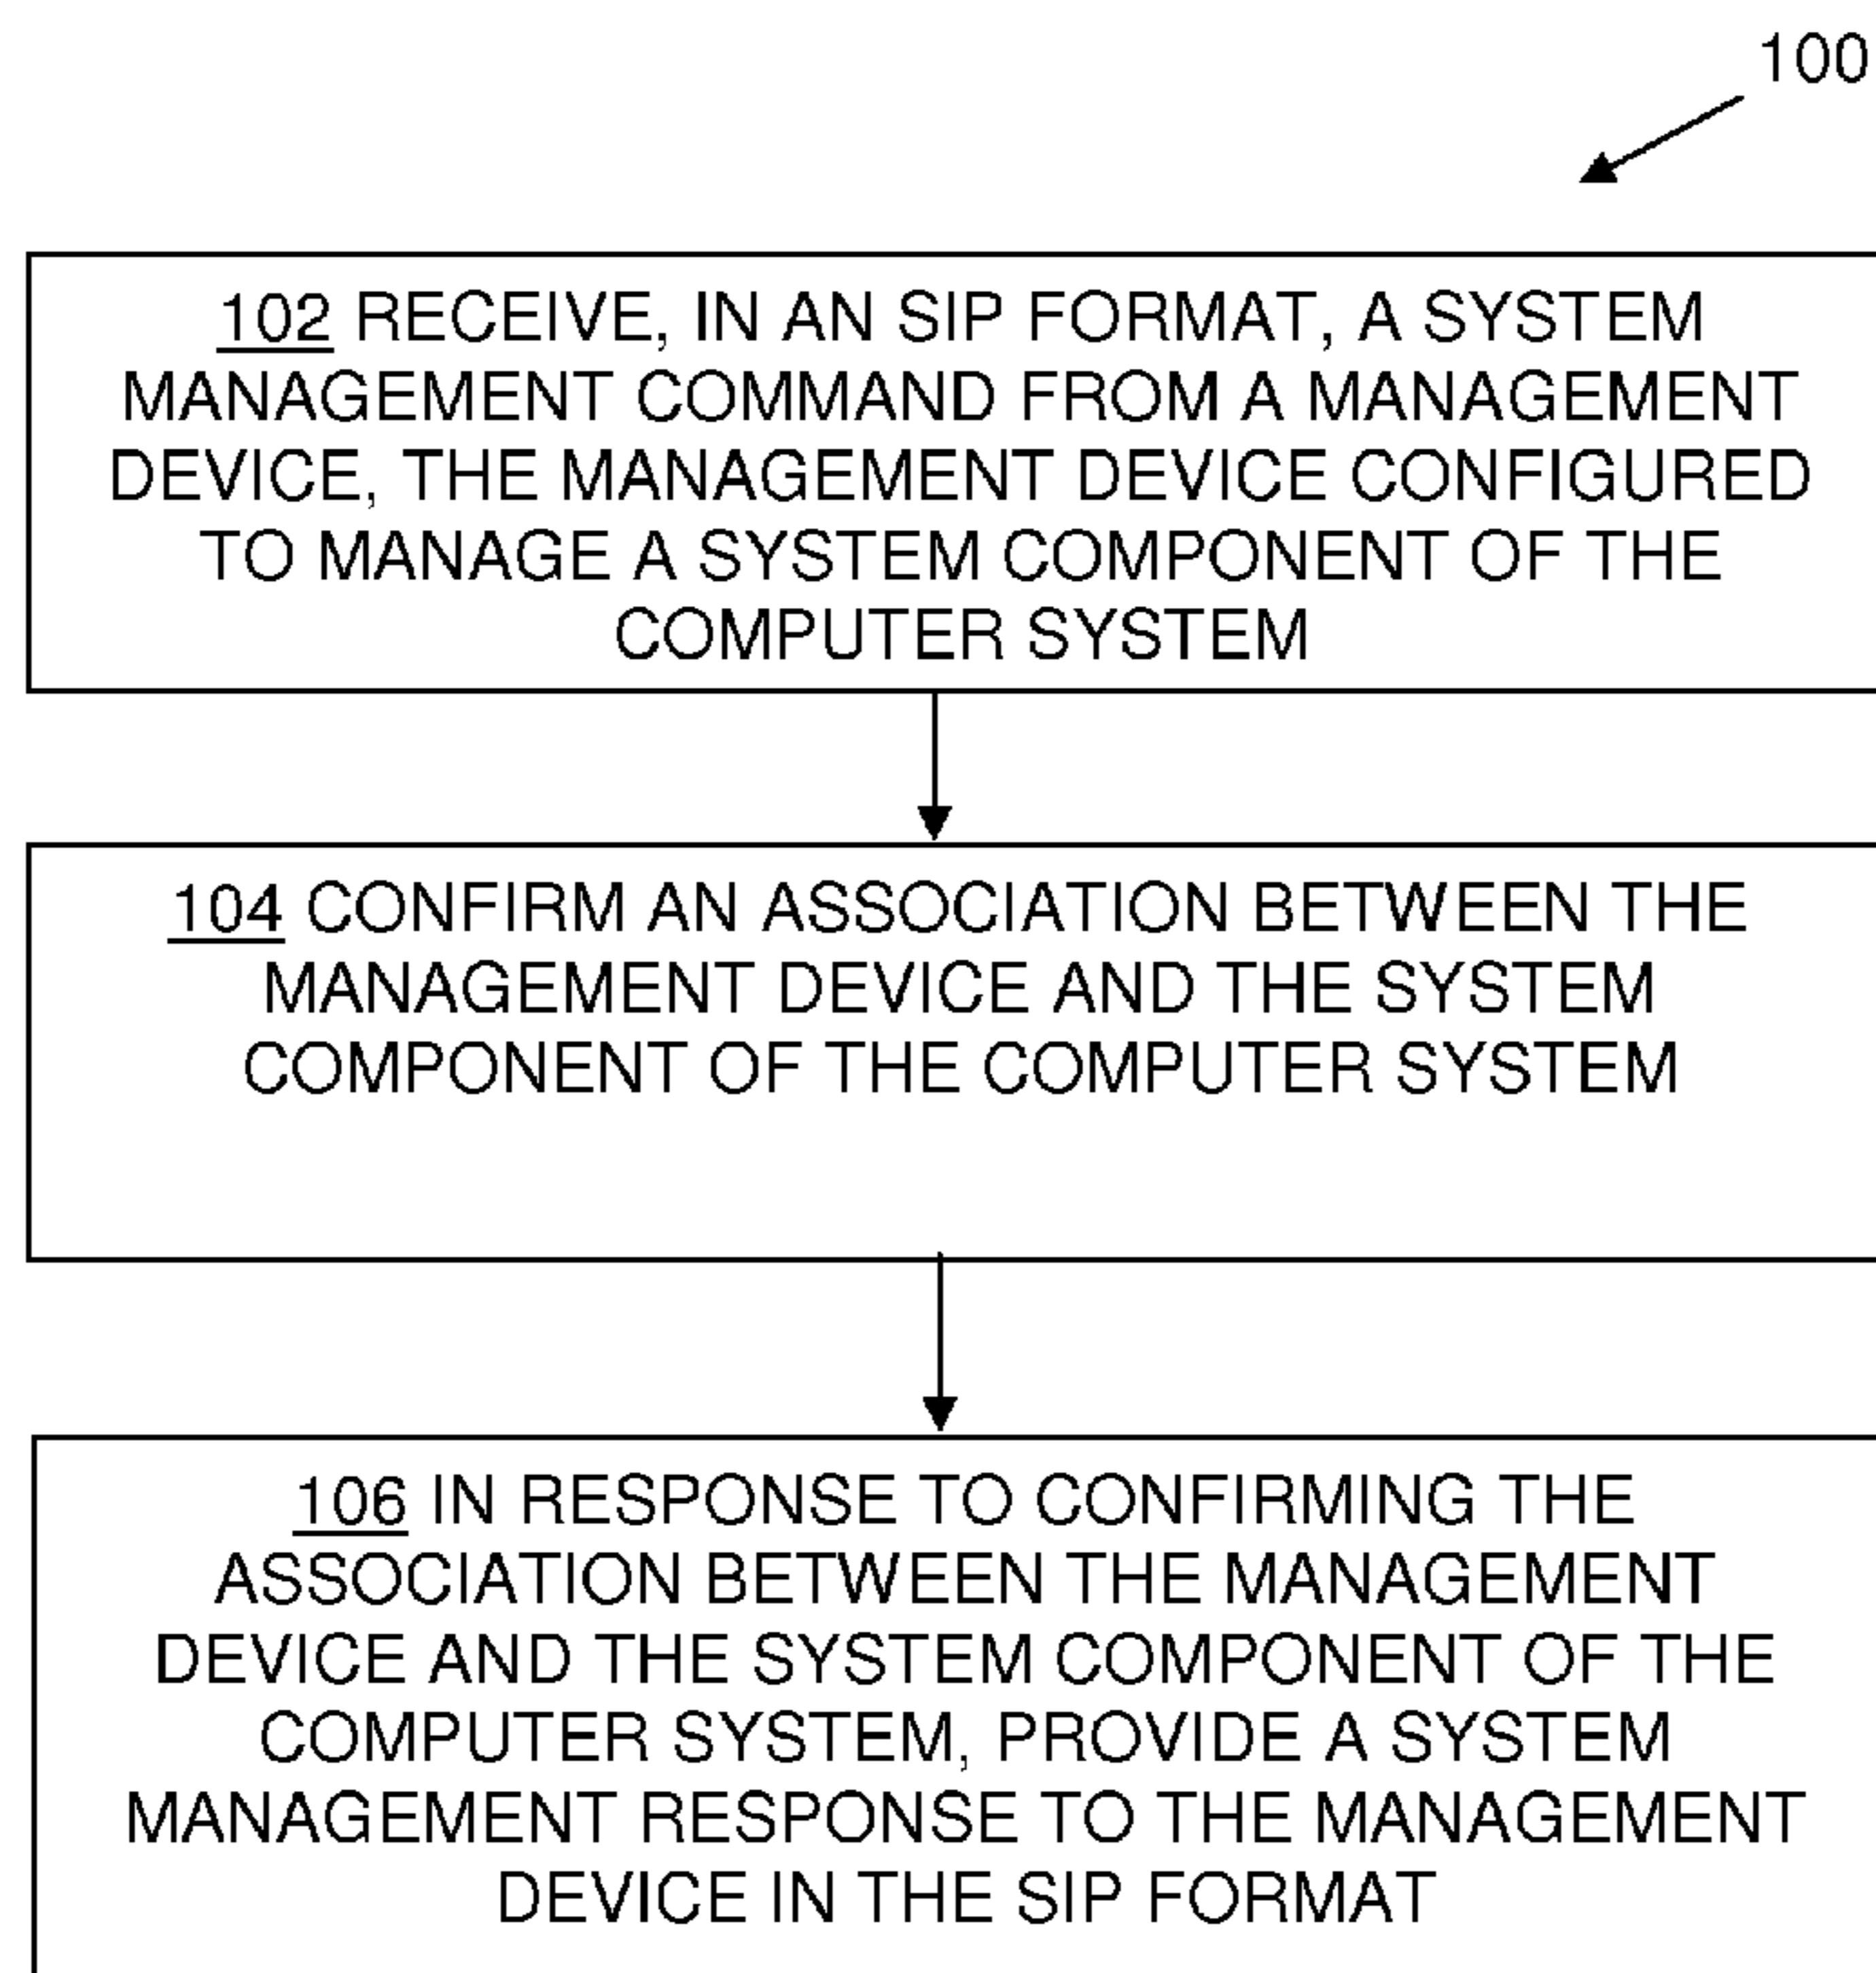 100
102 RECEIVE, IN AN SIP FORMAT, A SYSTEM
MANAGEMENT COMMAND FROM A MANAGEMENT
DEVICE, THE MANAGEMENT DEVICE CONFIGURED
TO MANAGE A SYSTEM COMPONENT OF THE
COMPUTER SYSTEM
104 CONFIRM AN ASSOCIATION BETWEEN THE
MANAGEMENT DEVICE AND THE SYSTEM
COMPONENT OF THE COMPUTER SYSTEM
106 IN RESPONSE TO CONFIRMING THE
ASSOCIATION BETWEEN THE MANAGEMENT
DEVICE AND THE SYSTEM COMPONENT OF THE
COMPUTER SYSTEM, PROVIDE A SYSTEM
MANAGEMENT RESPONSE TO THE MANAGEMENT
DEVICE IN THE SIP FORMAT